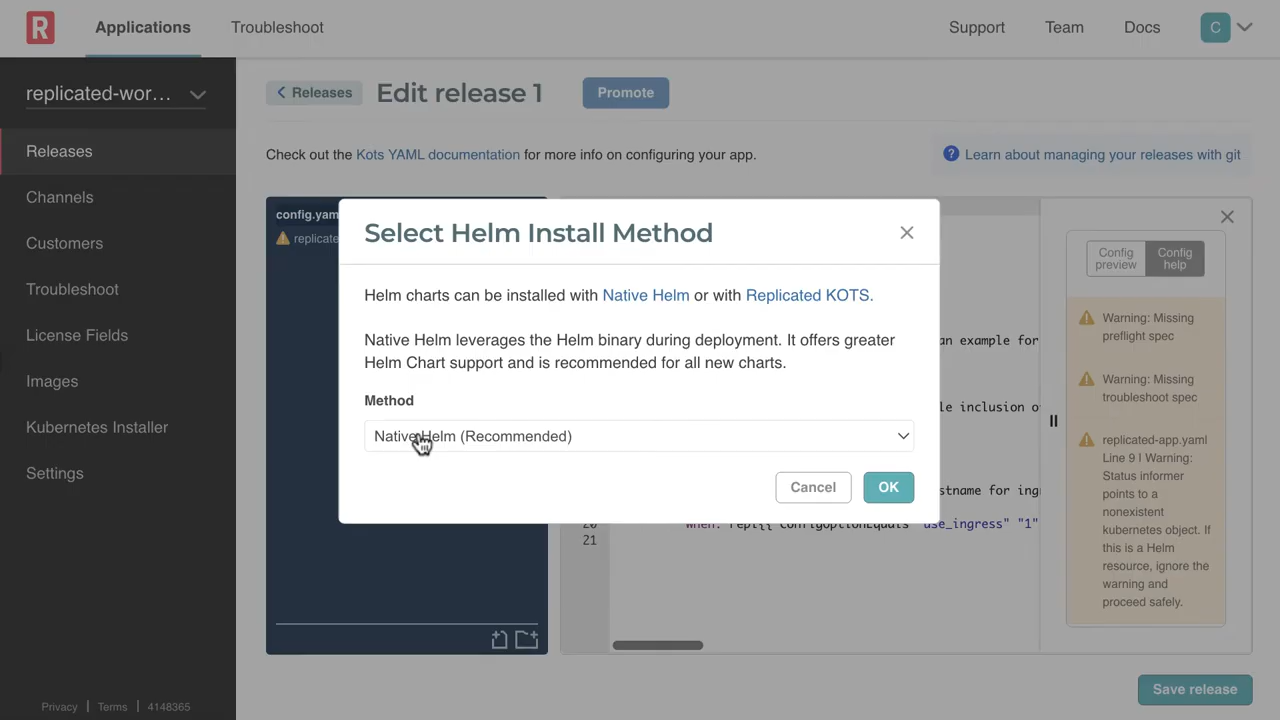 R
Applications
Troubleshoot
Support
Team
Docs
C
replicated-wor...
Releases
Channels
Customers
Troubleshoot
License Fields
Images
Kubernetes Installer
Settings
Privacy | Terms | 4148365
Releases
Edit release 1
Promote
Check out the Kots YAML documentation for more info on configuring your app.
? Learn about managing your releases with git
config.yam
replicate
Select Helm Install Method
Helm charts can be installed with Native Helm or with Replicated KOTS.
Native Helm leverages the Helm binary during deployment. It offers greater
Helm Chart support and is recommended for all new charts.
Method
Native Helm (Recommended)
Cancel
OK
an example for
le inclusion o
stname for ing
"use_ingress" "1"
21
Config
preview
Config
help
Warning: Missing
preflight spec
Warning: Missing
troubleshoot spec
replicated-app.yaml
Line 9 | Warning:
Status informer
points to a
nonexistent
kubernetes object. If
this is a Helm
resource, ignore the
warning and
proceed safely.
Save release